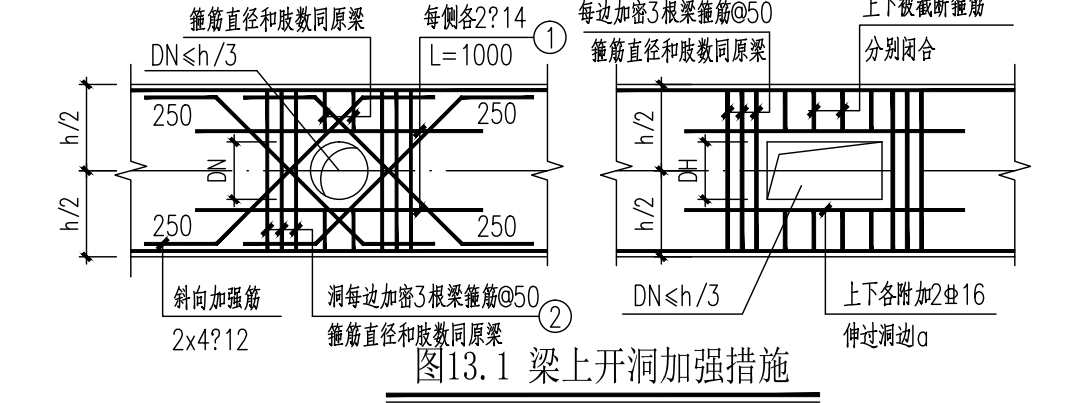 箍筋直径和肢数同原梁
DN≤h/3
每侧各2?14
L=1000
1
250
250
250
250
h/2
h/2
DN
斜向加强筋
2x4?12
洞每边加密3根梁箍筋@50
箍筋直径和肢数同原梁
2
每边加密3根梁箍筋@50
箍筋直径和肢数同原梁
上下被截断箍筋
分别闭合
h/2
h/2
DH
DN≤h/3
上下各附加2⏀16
伸过洞边a
图13.1 梁上开洞加强措施